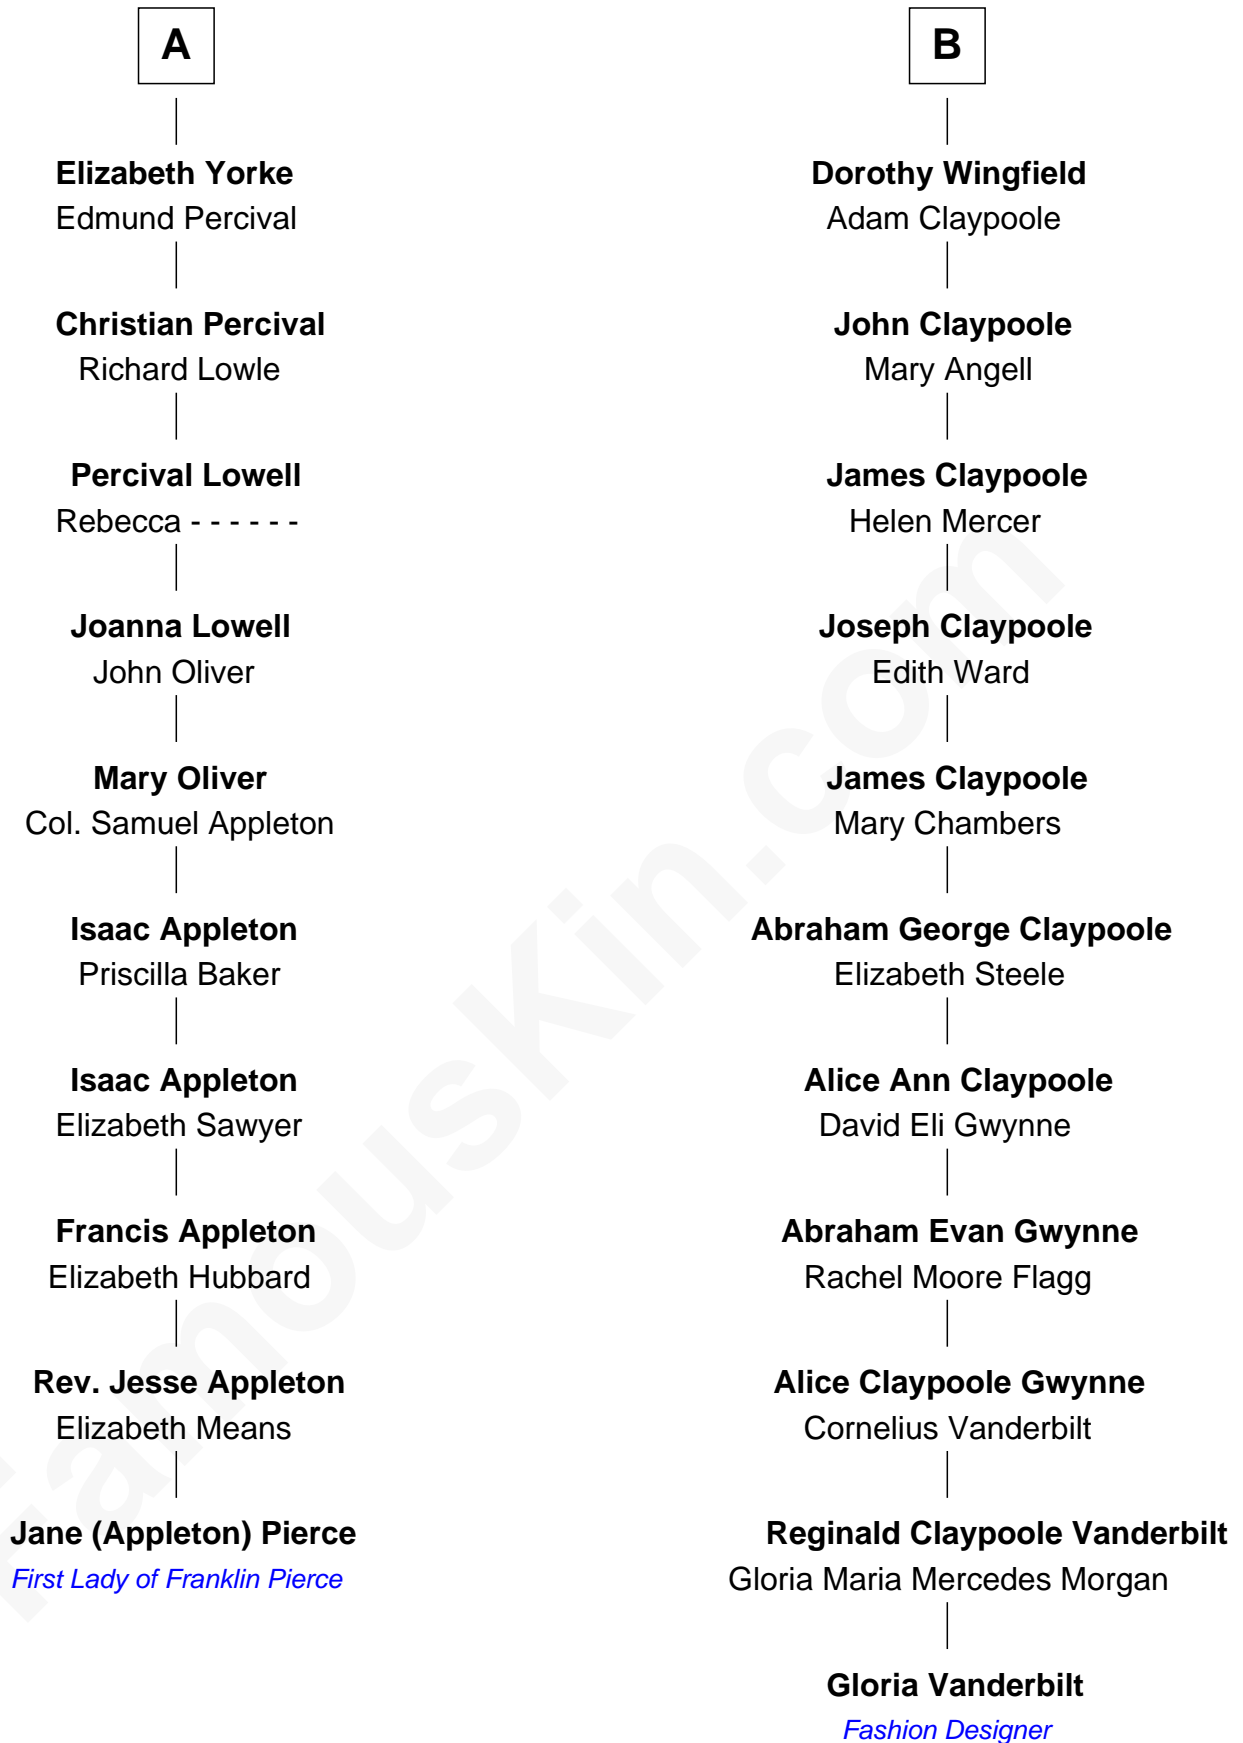 A
Elizabeth Yorke
Edmund Percival
Christian Percival
Richard Lowle
Percival Lowell
Rebecca - - - - - -
Joanna Lowell
John Oliver
Mary Oliver
Col. Samuel Appleton
Isaac Appleton
Priscilla Baker
Isaac Appleton
Elizabeth Sawyer
Francis Appleton
Elizabeth Hubbard
Rev. Jesse Appleton
Elizabeth Means
Jane (Appleton) Pierce
First Lady of Franklin Pierce
B
Dorothy Wingfield
Adam Claypoole
John Claypoole
Mary Angell
James Claypoole
Helen Mercer
Joseph Claypoole
Edith Ward
James Claypoole
Mary Chambers
Abraham George Claypoole
Elizabeth Steele
Alice Ann Claypoole
David Eli Gwynne
Abraham Evan Gwynne
Rachel Moore Flagg
Alice Claypoole Gwynne
Cornelius Vanderbilt
Reginald Claypoole Vanderbilt
Gloria Maria Mercedes Morgan
Gloria Vanderbilt
Fashion Designer
FamousKin.com